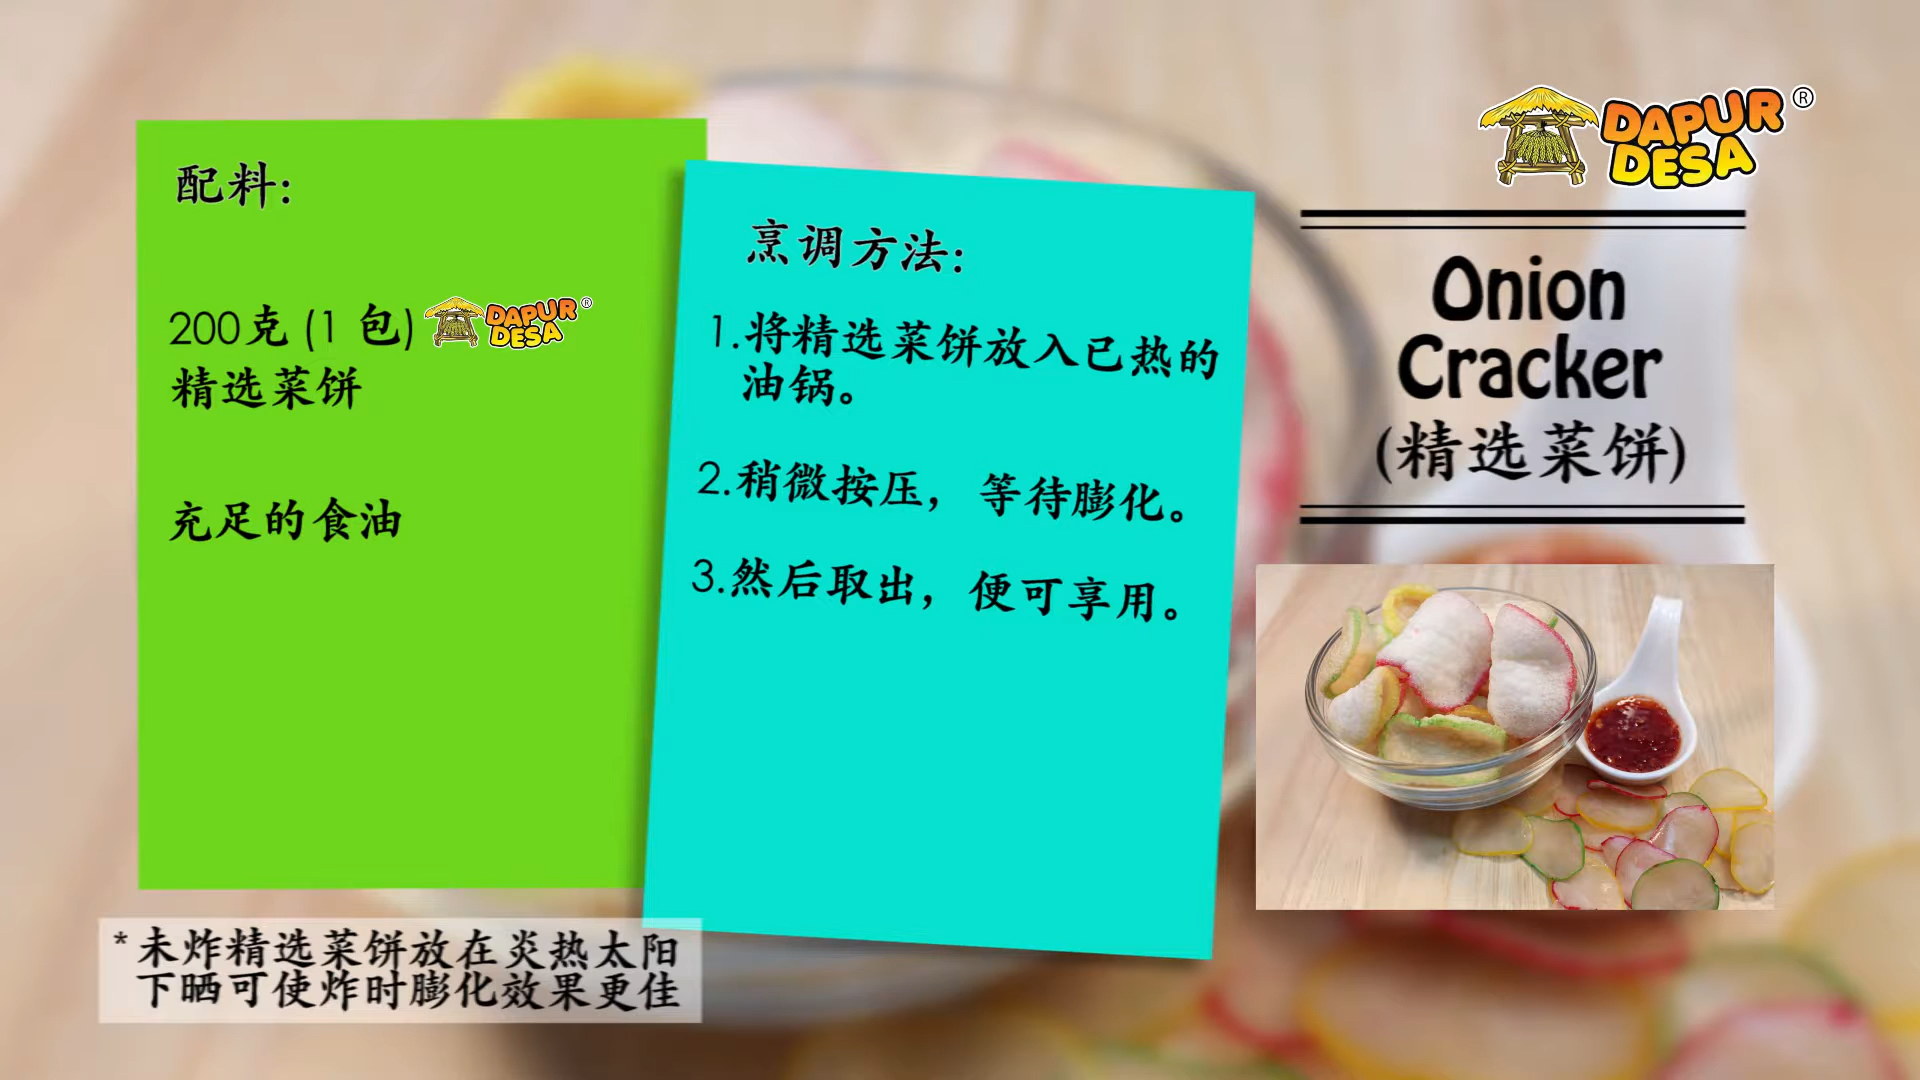 配料:
200克 (1 包) DAPUR DESA ®
精选菜饼
充足的食油
烹调方法:
1.将精选菜饼放入已热的
油锅。
2.稍微按压，等待膨化。
3.然后取出，便可享用。
DAPUR ®
DESA
Onion
Cracker
(精选菜饼)
* 未炸精选菜饼放在炎热太阳
下晒可使炸时膨化效果更佳